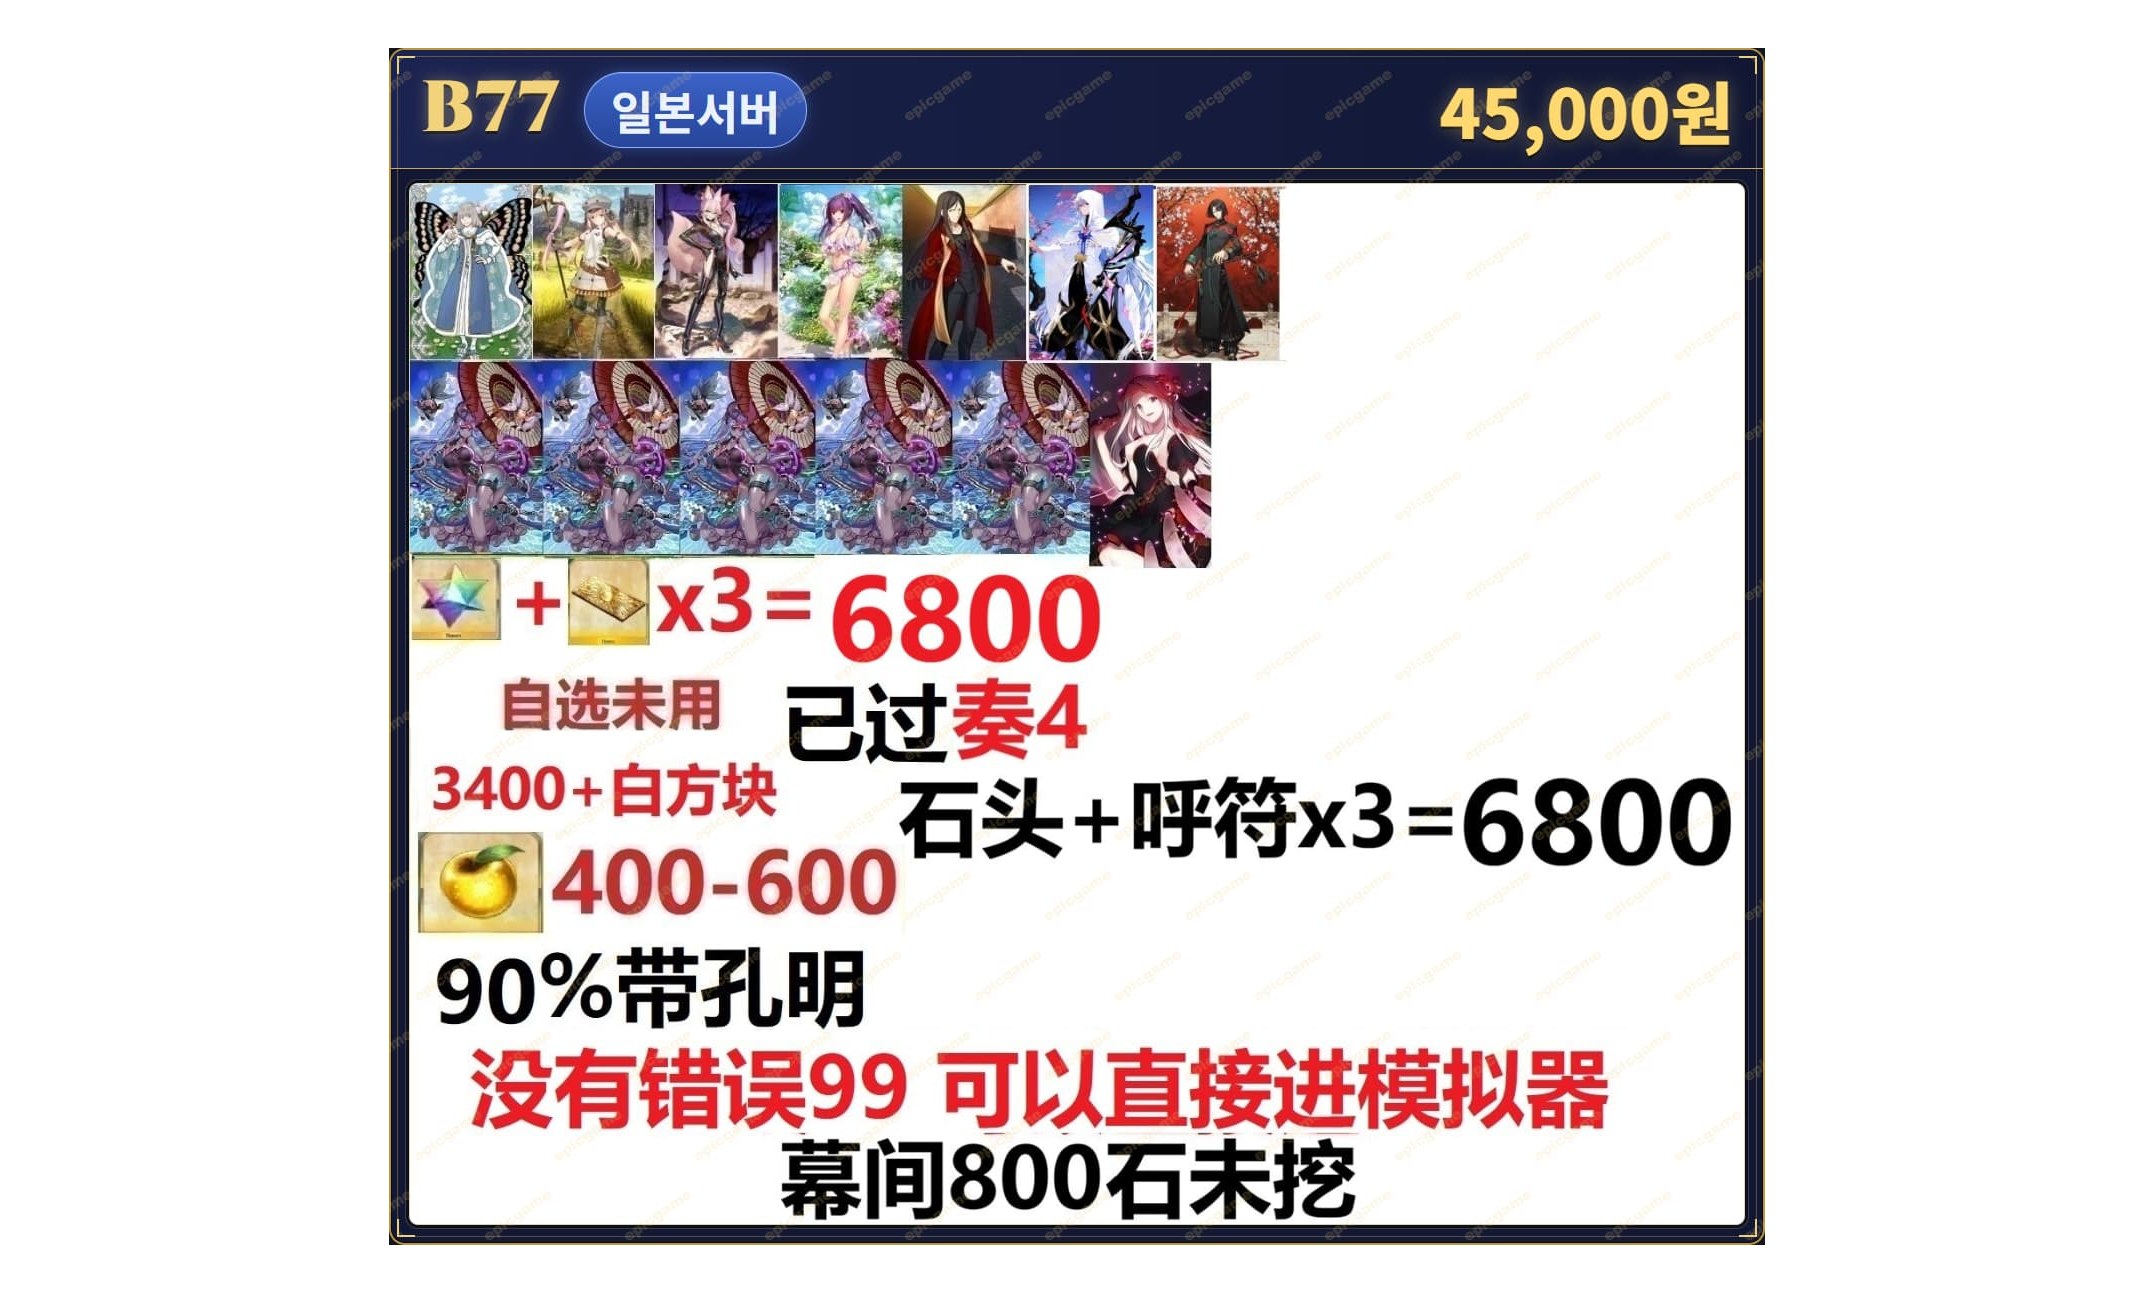 B77 일본서버 45,000원
+ x3=6800
自选未用
已过奏4
3400+白方块
石头+呼符x3=6800
400-600
90%带孔明
没有错误99 可以直接进模拟器
幕间800石未挖
epicgame